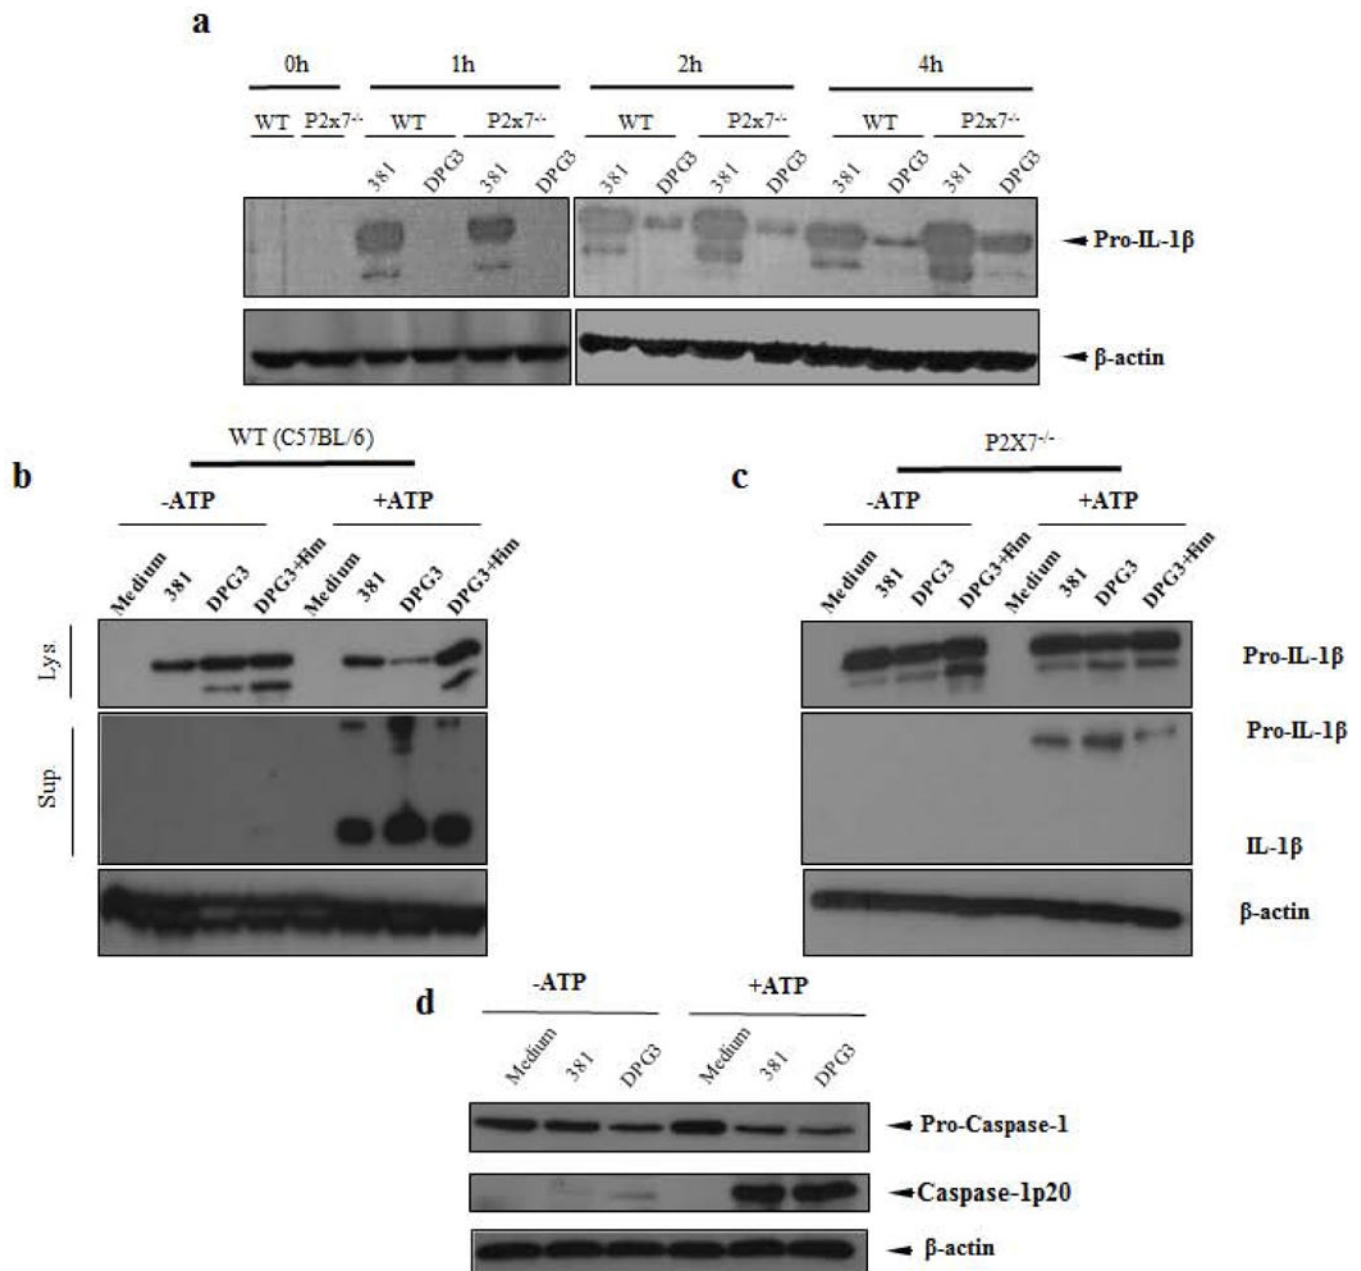 a
0h 1h 2h 4h
WT P2x7-/- WT P2x7-/- WT P2x7-/- WT P2x7-/-
381 DPG3 381 DPG3 381 DPG3 381 DPG3 381 DPG3 381 DPG3
Pro-IL-1β
β-actin
b
WT (C57BL/6)
-ATP +ATP
Medium 381 DPG3 DPG3+Fim Medium 381 DPG3 DPG3+Fim
Lys.
Sup.
c
P2X7-/-
-ATP +ATP
Medium 381 DPG3 DPG3+Fim Medium 381 DPG3 DPG3+Fim
Pro-IL-1β
Pro-IL-1β
IL-1β
β-actin
d
-ATP +ATP
Medium 381 DPG3 Medium 381 DPG3
Pro-Caspase-1
Caspase-1p20
β-actin